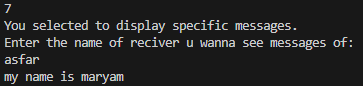 7
You selected to display specific messages.
Enter the name of reciver u wanna see messages of:
asfar
my name is maryam